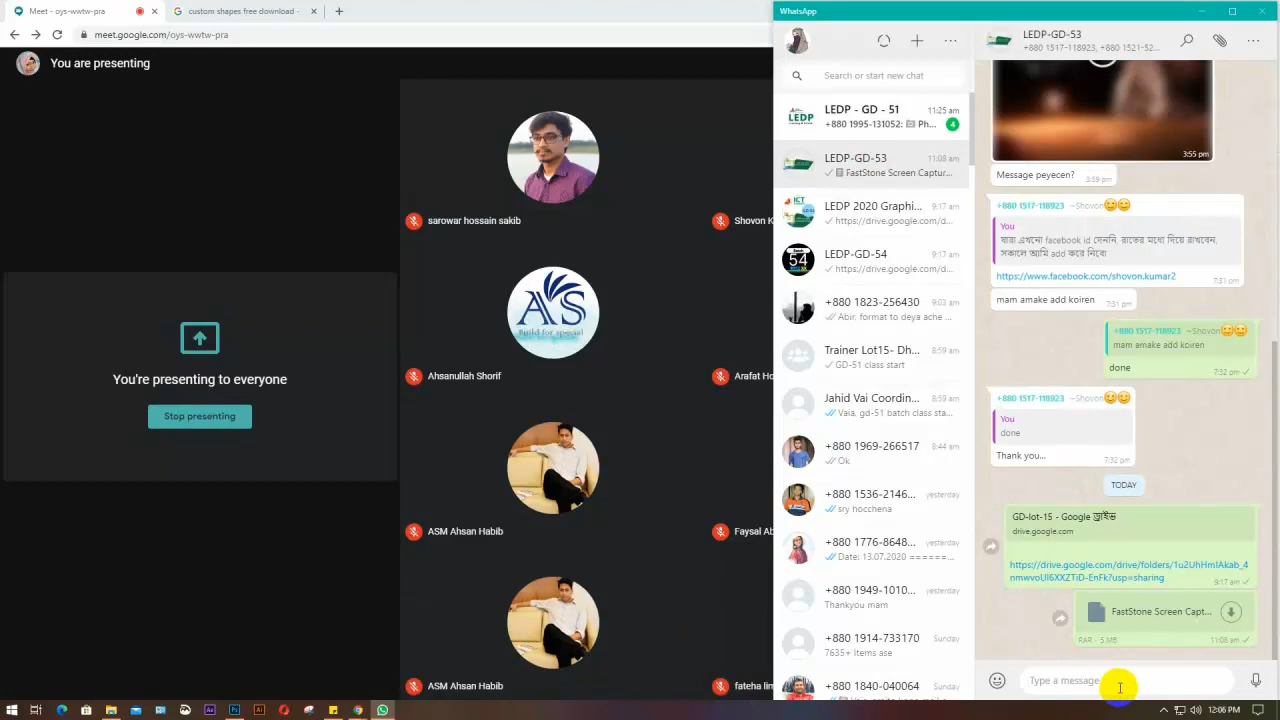 Meet - oys-wwtw-pra
custom shapes free download -
meet.google.com/oys-wwtw-pra
You are presenting
You're presenting to everyone
Stop presenting
sarowar hossain sakib
Shovon K
AS
Build for special
Ahsanullah Shorif
Arafat Ho
ASM Ahsan Habib
Faysal Ab
ASM Ahsan Habib
fateha lim
WhatsApp
Search or start new chat
LEDP - GD - 51
11:25 am
+880 1995-131052: Ph...
4
LEDP
LEDP-GD-53
11:08 am
FastStone Screen Captur...
LEDP 2020 Graphi...
9:17 am
https://drive.google.com/d...
ICT
LEDP-GD-54
9:17 am
https://drive.google.com/d...
54
+880 1823-256430
9:03 am
Abir. format to deya ache ...
Trainer Lot15- Dh...
8:59 am
GD-51 class start
Jahid Vai Coordin...
8:59 am
Vaia, gd-51 batch class sta...
+880 1969-266517
8:44 am
Ok
+880 1536-2146...
yesterday
sry hocchena
+880 1776-8648...
yesterday
Date: 13.07.2020 =======...
+880 1949-1010...
yesterday
Thankyou mam
+880 1914-733170
Sunday
7635+ Items ase
+880 1840-040064
Sunday
LEDP-GD-53
+880 1517-118923, +880 1521-52...
3:55 pm
Message peyecen?
3:59 pm
+880 1517-118923 ~Shovon😊😊
You
যারা এখনো facebook id দেননি, রাতের মধ্যে দিয়ে রাখবেন,
সকালে আমি add করে নিবো
https://www.facebook.com/shovon.kumar2
7:31 pm
mam amake add koiren
7:31 pm
+880 1517-118923 ~Shovon😊😊
mam amake add koiren
done
7:32 pm
+880 1517-118923 ~Shovon😊😊
You
done
Thank you...
7:32 pm
TODAY
GD-lot-15 - Google ড্রাইভ
drive.google.com
https://drive.google.com/drive/folders/1u2UhHmIAkab_4
nmwvoUl6XXZTiD-EnFk?usp=sharing
9:17 am
FastStone Screen Capt...
RAR - 5 MB
11:08 am
Type a message
12:06 PM